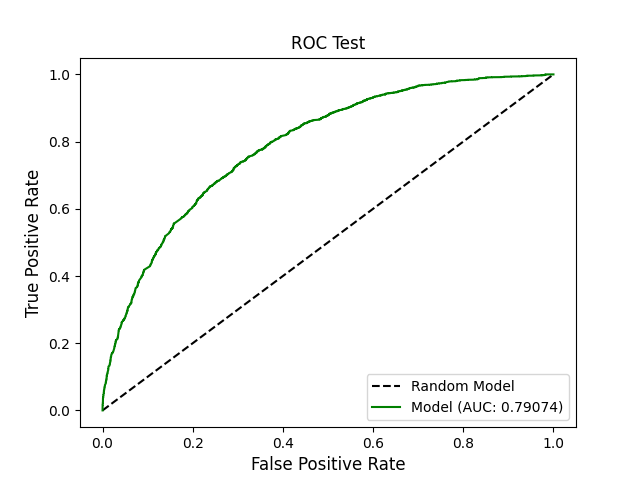 ROC Test
True Positive Rate
1.0
0.8
0.6
0.4
0.2
0.0
Random Model
Model (AUC: 0.79074)
0.0 0.2 0.4 0.6 0.8 1.0
False Positive Rate